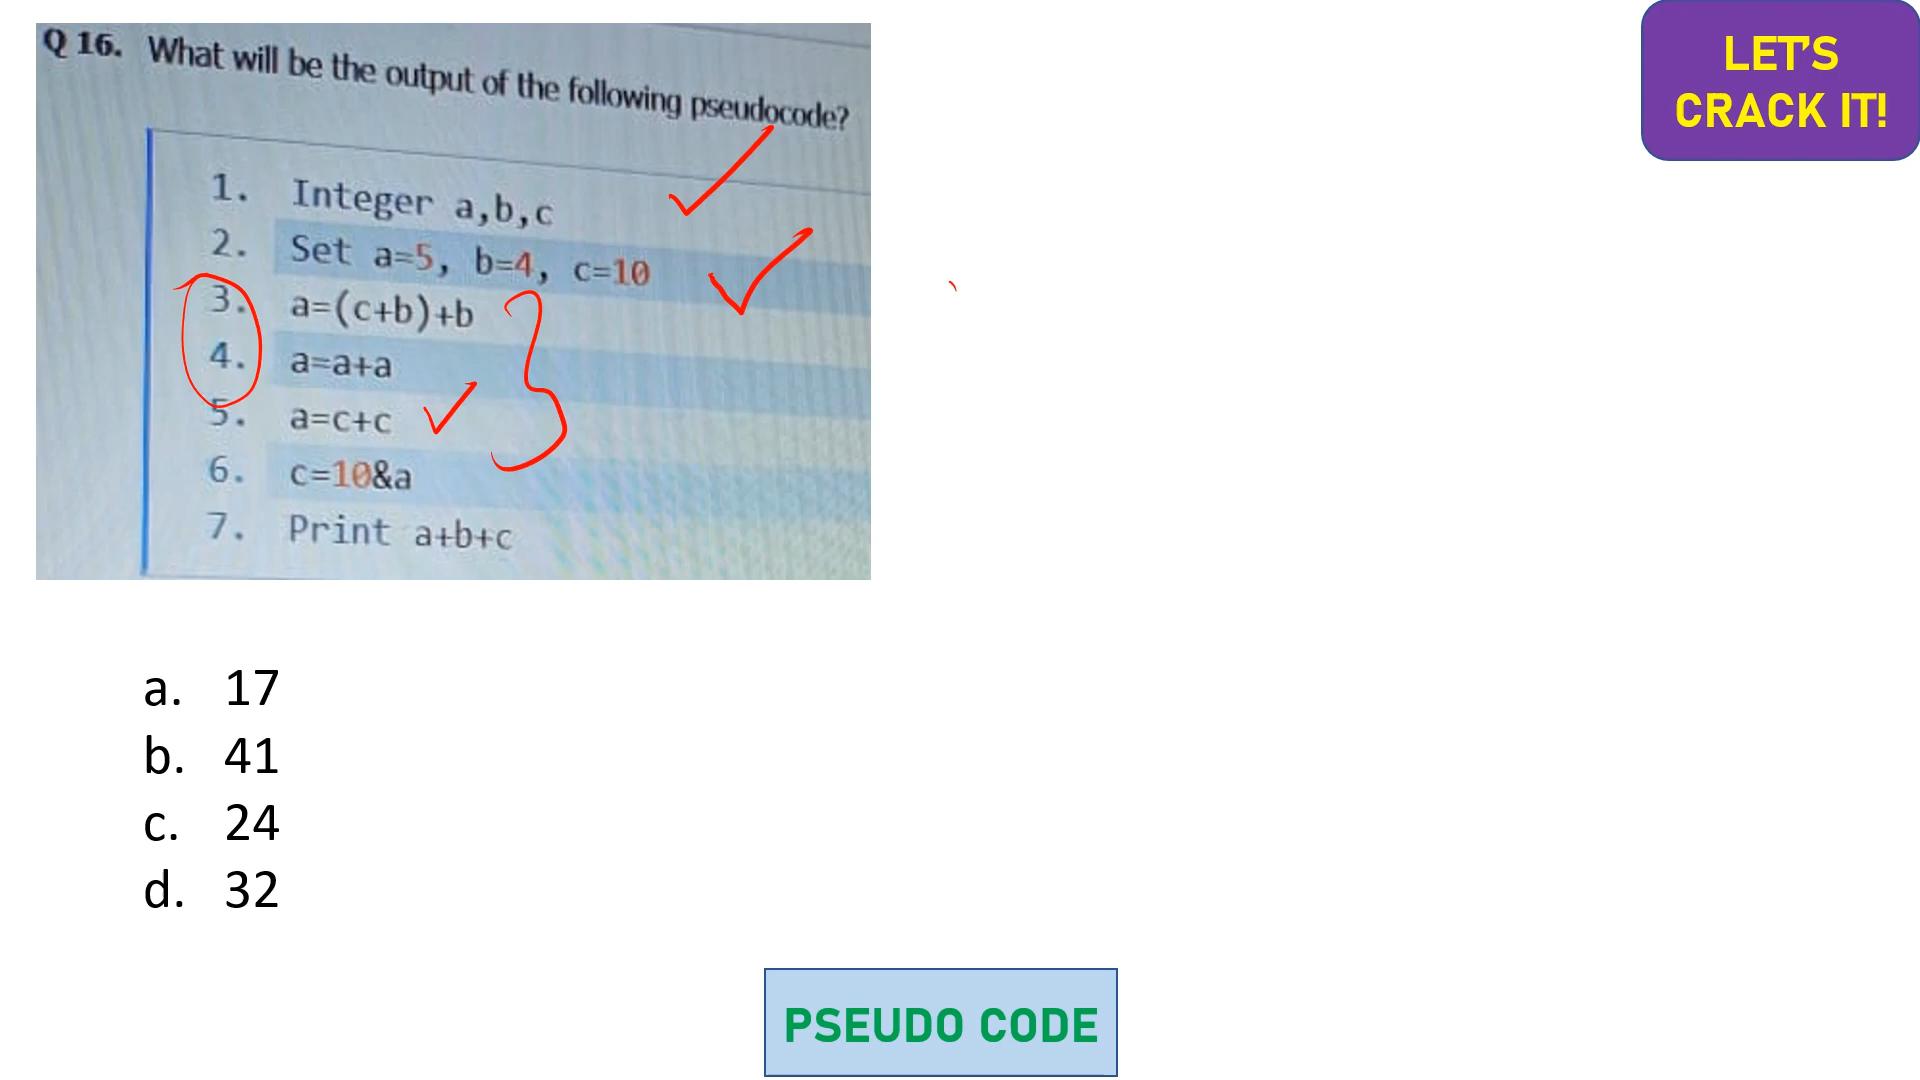 Q 16. What will be the output of the following pseudocode?
1. Integer a,b,c
2. Set a=5, b=4, c=10
3. a=(c+b)+b
4. a=a+a
5. a=c+c
6. c=10&a
7. Print a+b+c
a. 17
b. 41
c. 24
d. 32
LET'S
CRACK IT!
PSEUDO CODE